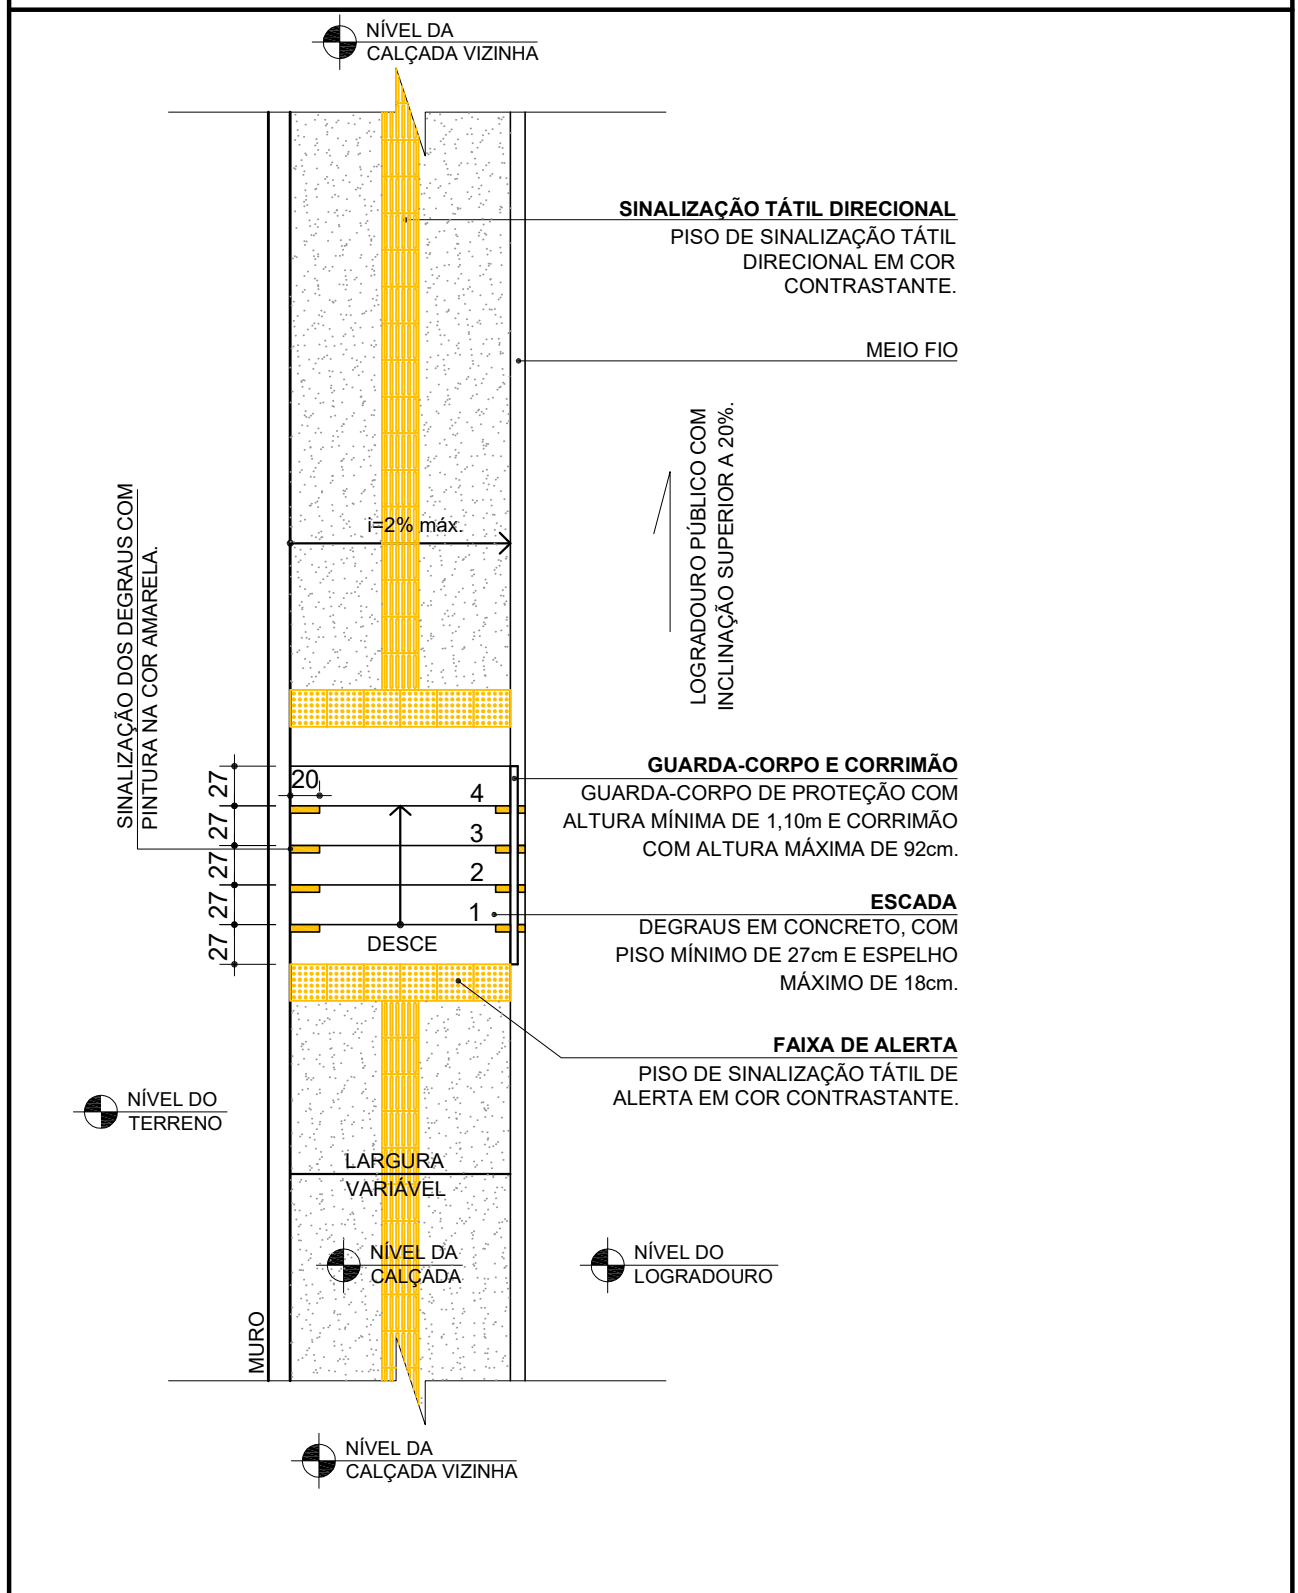 NÍVEL DA
CALÇADA VIZINHA
SINALIZAÇÃO TÁTIL DIRECIONAL
PISO DE SINALIZAÇÃO TÁTIL
DIRECIONAL EM COR
CONTRASTANTE.
MEIO FIO
LOGRADOURO PÚBLICO COM
INCLINAÇÃO SUPERIOR A 20%.
i=2% máx.
SINALIZAÇÃO DOS DEGRAUS COM
PINTURA NA COR AMARELA.
GUARDA-CORPO E CORRIMÃO
GUARDA-CORPO DE PROTEÇÃO COM
ALTURA MÍNIMA DE 1,10m E CORRIMÃO
COM ALTURA MÁXIMA DE 92cm.
27
20
4
27
3
27
2
27
1
27
DESCE
ESCADA
DEGRAUS EM CONCRETO, COM
PISO MÍNIMO DE 27cm E ESPELHO
MÁXIMO DE 18cm.
FAIXA DE ALERTA
PISO DE SINALIZAÇÃO TÁTIL DE
ALERTA EM COR CONTRASTANTE.
NÍVEL DO
TERRENO
LARGURA
VARIÁVEL
NÍVEL DA
CALÇADA
NÍVEL DO
LOGRADOURO
MURO
NÍVEL DA
CALÇADA VIZINHA